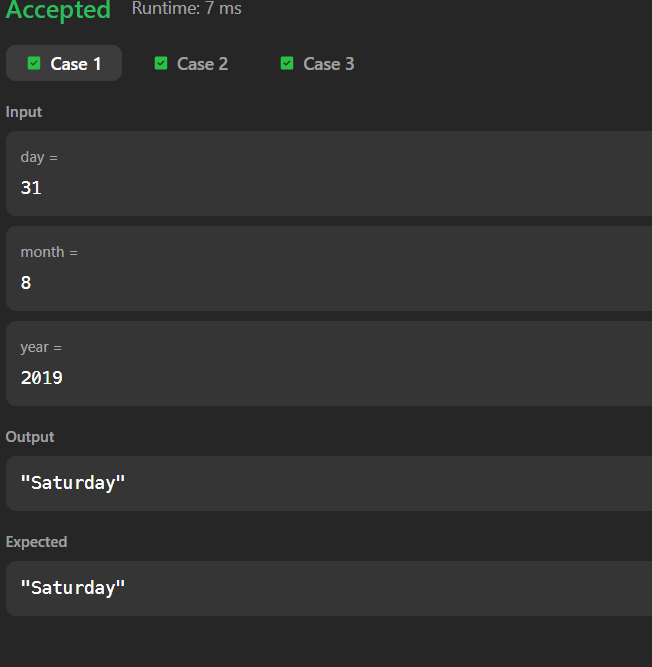 Accepted Runtime: 7 ms
Case 1 Case 2 Case 3
Input
day =
31
month =
8
year =
2019
Output
"Saturday"
Expected
"Saturday"